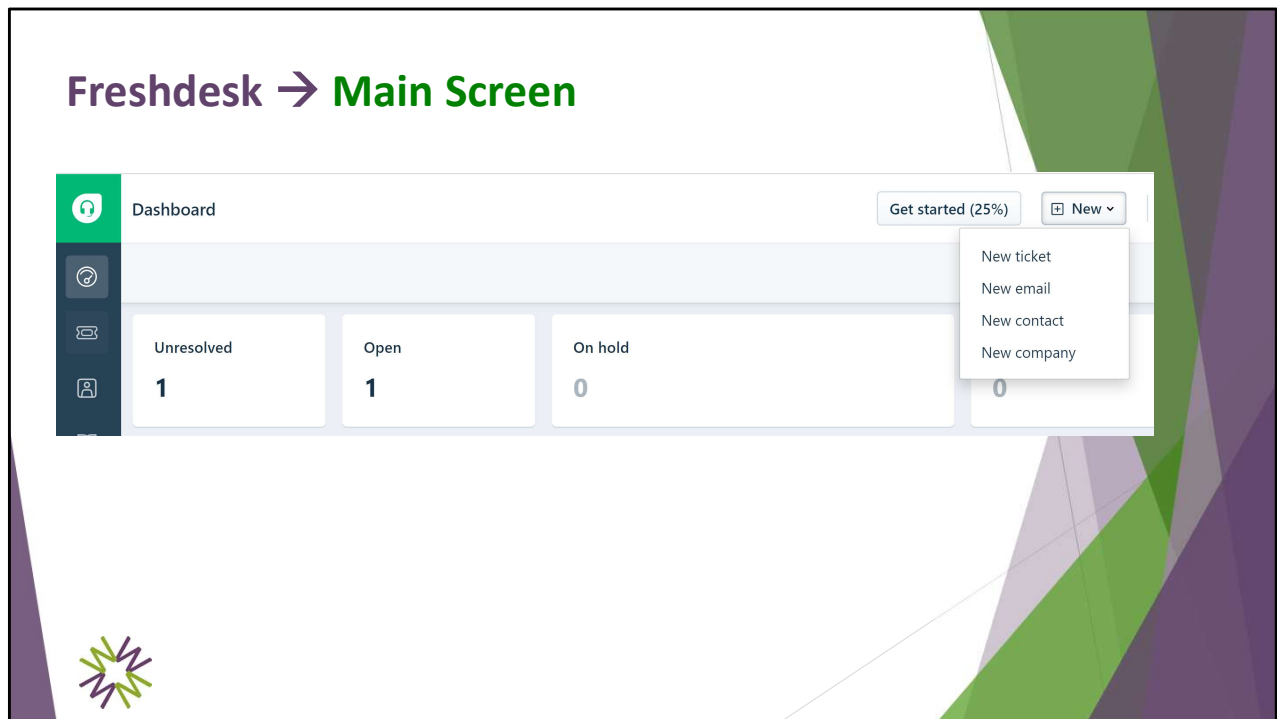 Freshdesk → Main Screen
Dashboard
Get started (25%)
New
New ticket
New email
New contact
New company
Unresolved
Open
On hold
1
1
0
0